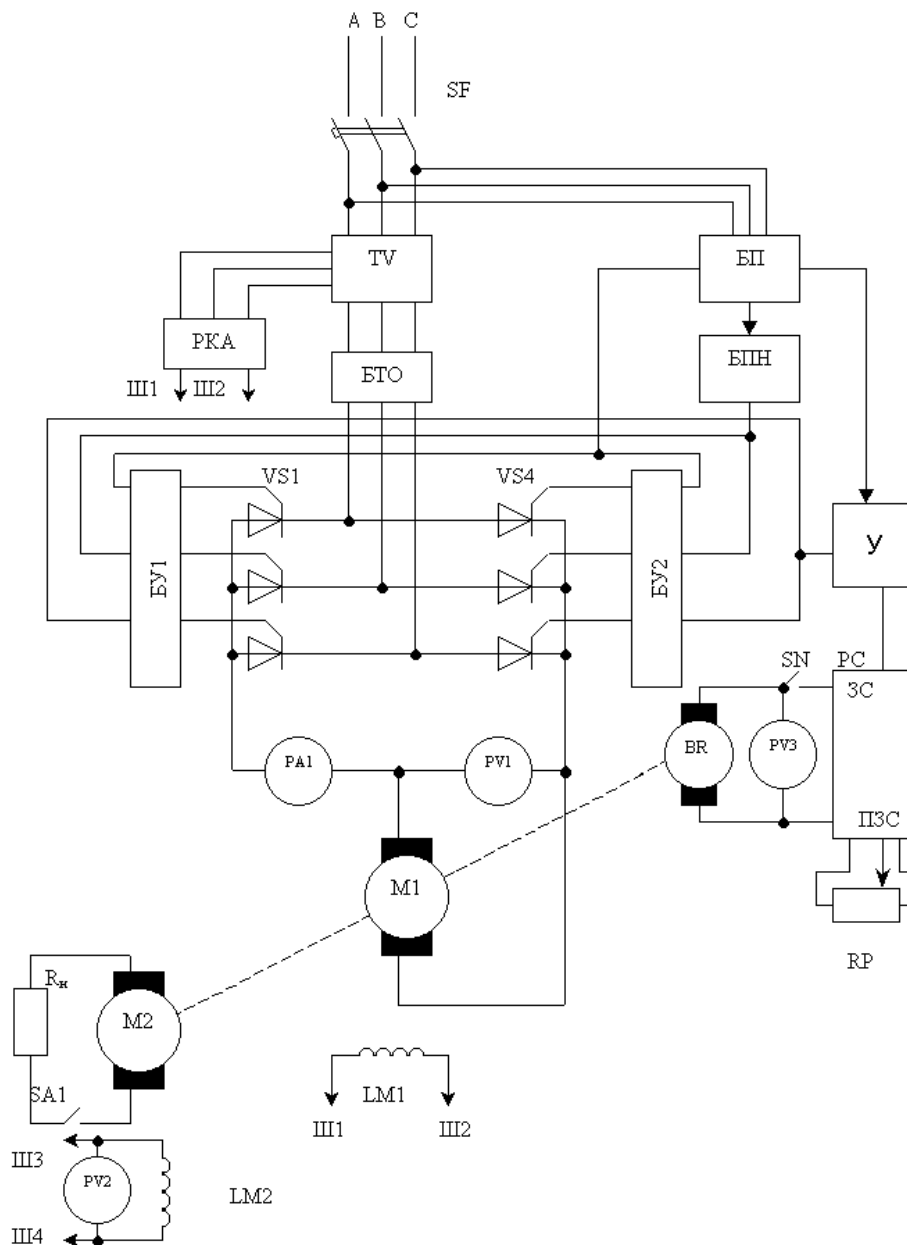 A B C
SF
TV
БП
РКА
БТО
БПН
Ш1 Ш2
VS1 VS4
БУ1
БУ2
У
SN РС
ЗС
BR
PV3
PA1
PV1
ПЗС
M1
RP
Rн
M2
SA1
LM1
Ш1 Ш2
Ш3
PV2
LM2
Ш4